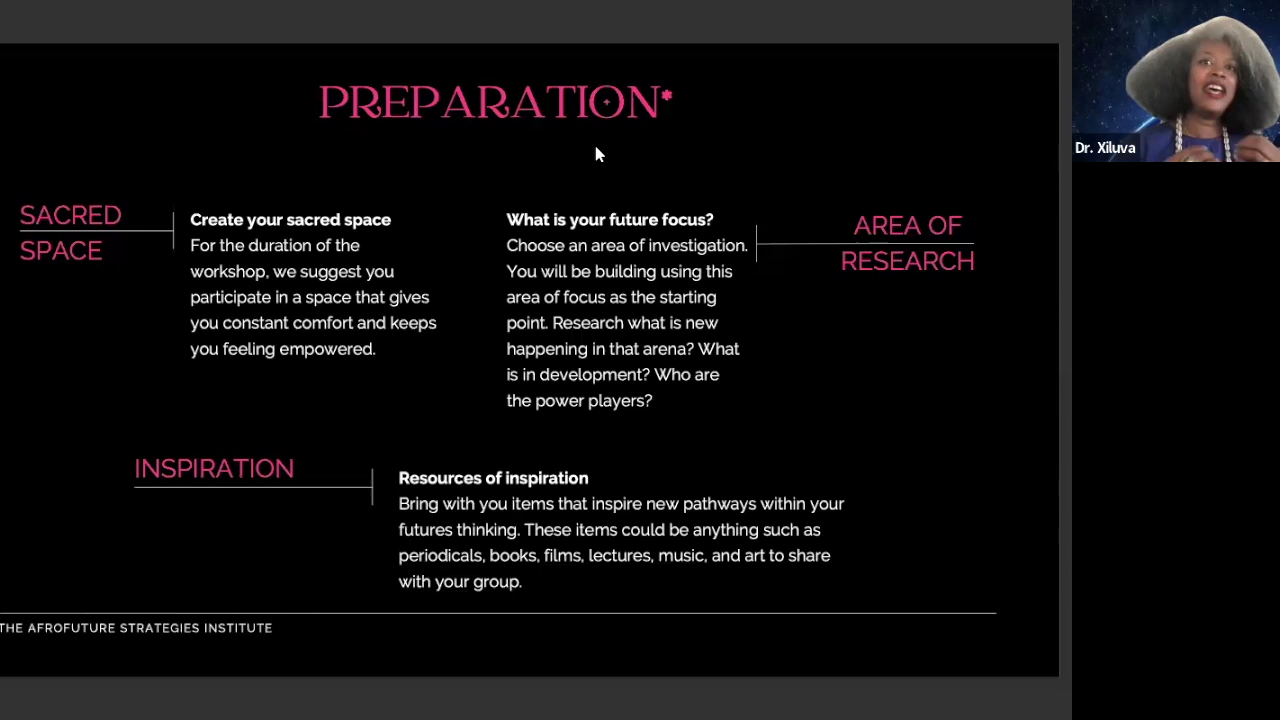 PREPARATION*
Dr. Xiluva
SACRED
SPACE
Create your sacred space
For the duration of the
workshop, we suggest you
participate in a space that gives
you constant comfort and keeps
you feeling empowered.
What is your future focus?
Choose an area of investigation.
You will be building using this
area of focus as the starting
point. Research what is new
happening in that arena? What
is in development? Who are
the power players?
AREA OF
RESEARCH
INSPIRATION
Resources of inspiration
Bring with you items that inspire new pathways within your
futures thinking. These items could be anything such as
periodicals, books, films, lectures, music, and art to share
with your group.
THE AFROFUTURE STRATEGIES INSTITUTE